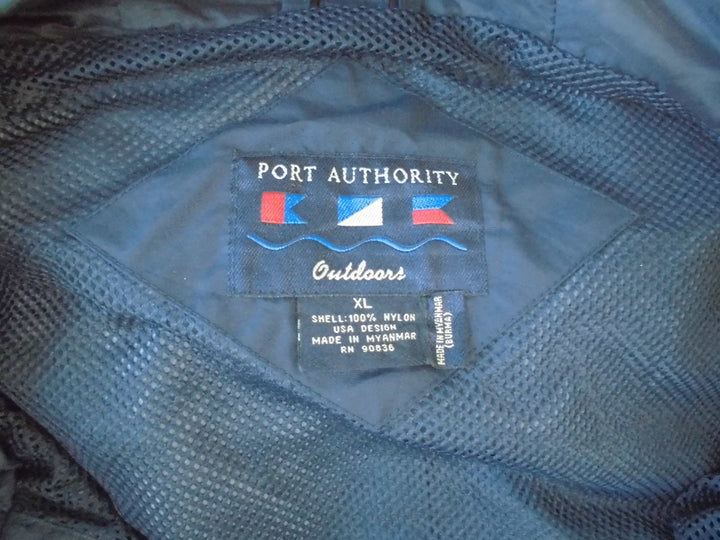 PORT AUTHORITY
Outdoors
XL
SHELL:100% NYLON
USA DESIGN
MADE IN MYANMAR
RN 90836
MADE IN MYANMAR
(BURMA)